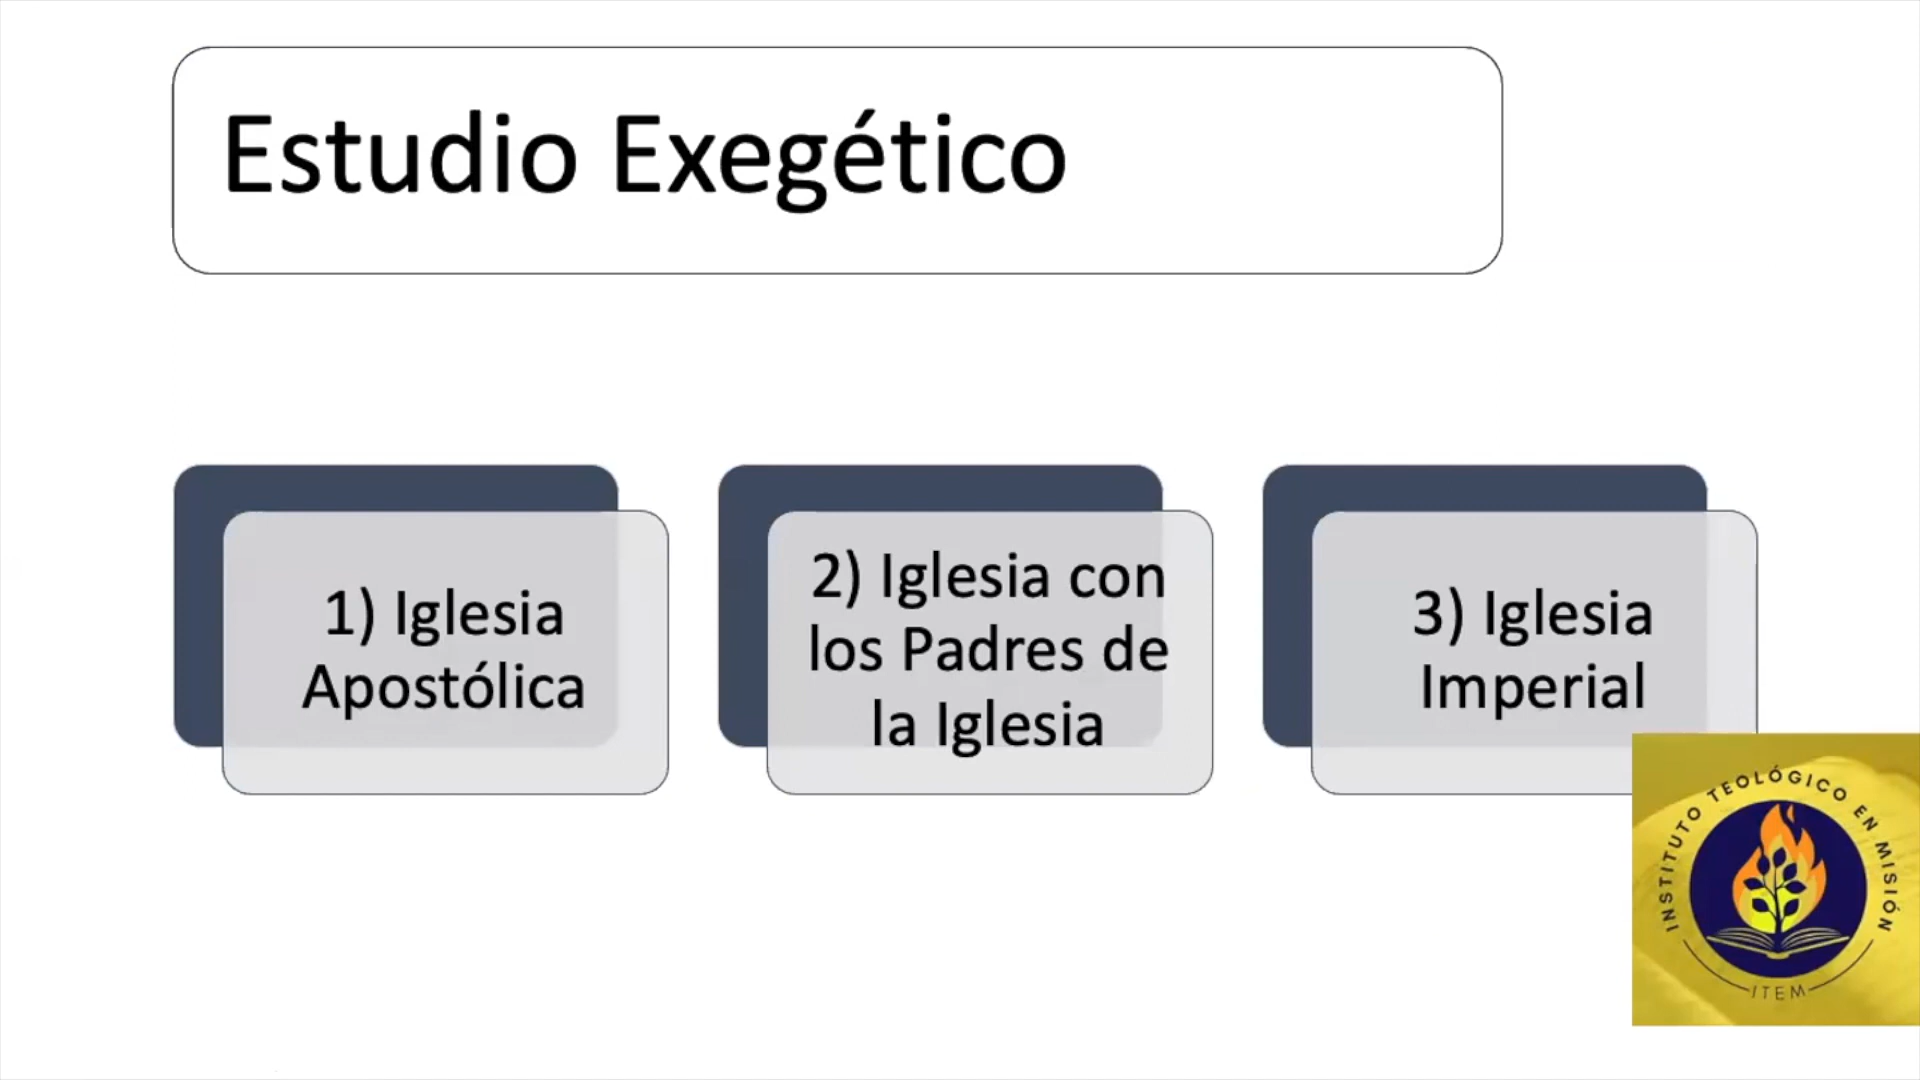 Estudio Exegético
1) Iglesia
Apostólica
2) Iglesia con
los Padres de
la Iglesia
3) Iglesia
Imperial
INSTITUTO TEOLÓGICO EN MISIÓN
ITEM